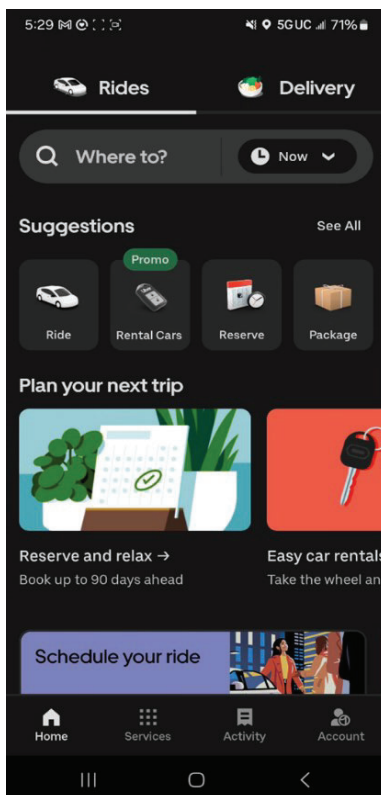 5:29
5G UC 71%
Rides Delivery
Where to? Now
Suggestions See All
Promo
Ride Rental Cars Reserve Package
Plan your next trip
Reserve and relax → Easy car rentals
Book up to 90 days ahead Take the wheel an
Schedule your ride
Home Services Activity Account